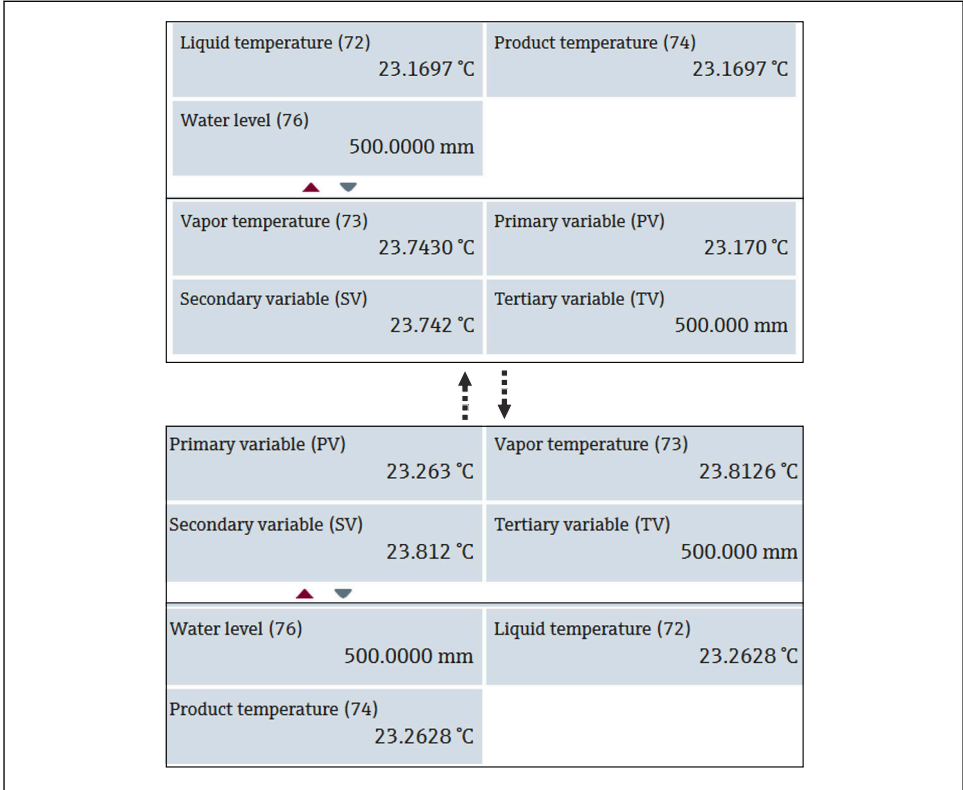 Liquid temperature (72)
23.1697 °C
Product temperature (74)
23.1697 °C
Water level (76)
500.0000 mm
Vapor temperature (73)
23.7430 °C
Primary variable (PV)
23.170 °C
Secondary variable (SV)
23.742 °C
Tertiary variable (TV)
500.000 mm
Primary variable (PV)
23.263 °C
Vapor temperature (73)
23.8126 °C
Secondary variable (SV)
23.812 °C
Tertiary variable (TV)
500.000 mm
Water level (76)
500.0000 mm
Liquid temperature (72)
23.2628 °C
Product temperature (74)
23.2628 °C